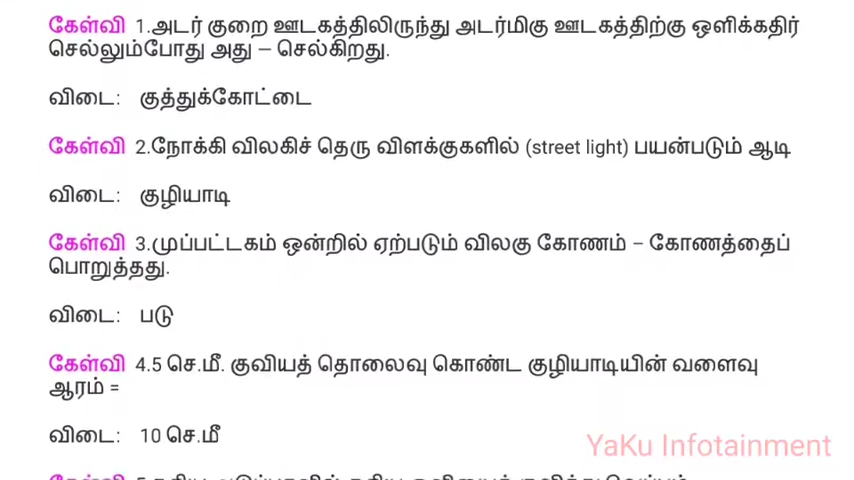 கேள்வி 1.அடர் குறை ஊடகத்திலிருந்து அடர்மிகு ஊடகத்திற்கு ஒளிக்கதிர்
செல்லும்போது அது – செல்கிறது.
விடை: குத்துக்கோட்டை
கேள்வி 2.நோக்கி விலகிச் தெரு விளக்குகளில் (street light) பயன்படும் ஆடி
விடை: குழியாடி
கேள்வி 3.முப்பட்டகம் ஒன்றில் ஏற்படும் விலகு கோணம் – கோணத்தைப்
பொறுத்தது.
விடை: படு
கேள்வி 4.5 செ.மீ. குவியத் தொலைவு கொண்ட குழியாடியின் வளைவு
ஆரம் =
விடை: 10 செ.மீ
YaKu Infotainment